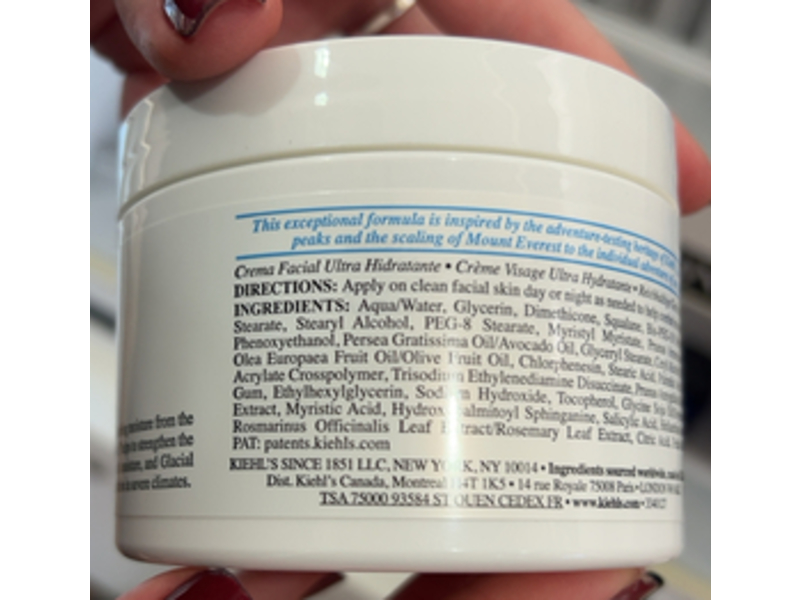 This exceptional formula is inspired by the adventure-testing heritage of
peaks and the scaling of Mount Everest to the individual
Crema Facial Ultra Hidratante • Crème Visage Ultra Hydratante •
DIRECTIONS: Apply on clean facial skin day or night as needed to help
INGREDIENTS: Aqua/Water, Glycerin, Dimethicone, Squalane,
Stearate, Stearyl Alcohol, PEG-8 Stearate, Myristyl Myristate,
Phenoxyethanol, Persea Gratissima Oil/Avocado Oil, Glyceryl Stearate,
Olea Europaea Fruit Oil/Olive Fruit Oil, Chlorphenesin, Stearic Acid,
Acrylate Crosspolymer, Trisodium Ethylenediamine Disuccinate, Prunus
Gum, Ethylhexylglycerin, Sodium Hydroxide, Tocopherol, Glycine Soja
Extract, Myristic Acid, Hydroxypalmitoyl Sphinganine, Salicylic Acid,
Rosmarinus Officinalis Leaf Extract/Rosemary Leaf Extract, Citric Acid
PAT: patents.kiehls.com
KIEHL'S SINCE 1851 LLC, NEW YORK, NY 10014 • Ingredients sourced worldwide,
Dist. Kiehl's Canada, Montreal H4T 1K5 • 14 rue Royale 75008 Paris • LONDON
TSA 75000 93584 ST OUEN CEDEX FR • www.kiehls.com •
moisture from the
to strengthen the
and Glacial
severe climates.